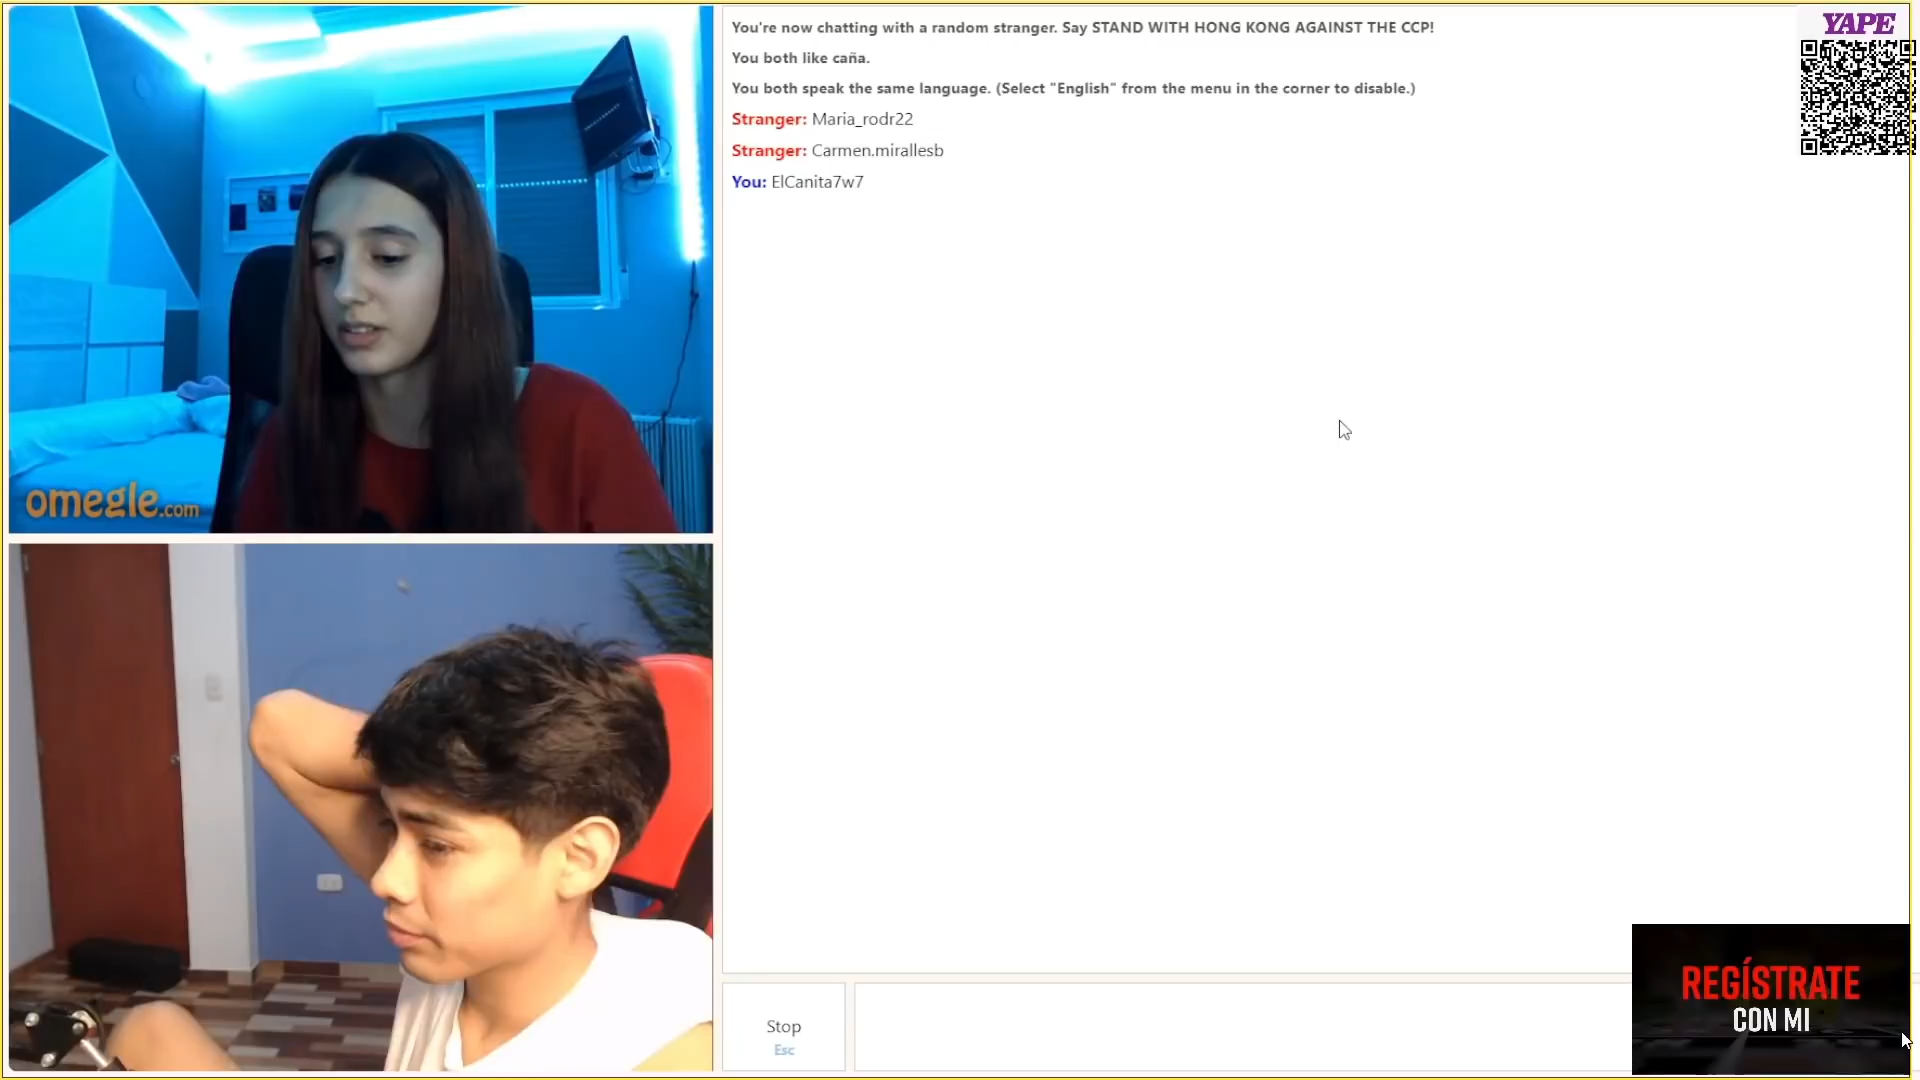 You're now chatting with a random stranger. Say STAND WITH HONG KONG AGAINST THE CCP!
You both like caña.
You both speak the same language. (Select "English" from the menu in the corner to disable.)
Stranger: Maria_rodr22
Stranger: Carmen.mirallesb
You: ElCanita7w7
YAPE
omegle.com
Stop
Esc
REGÍSTRATE
CON MI